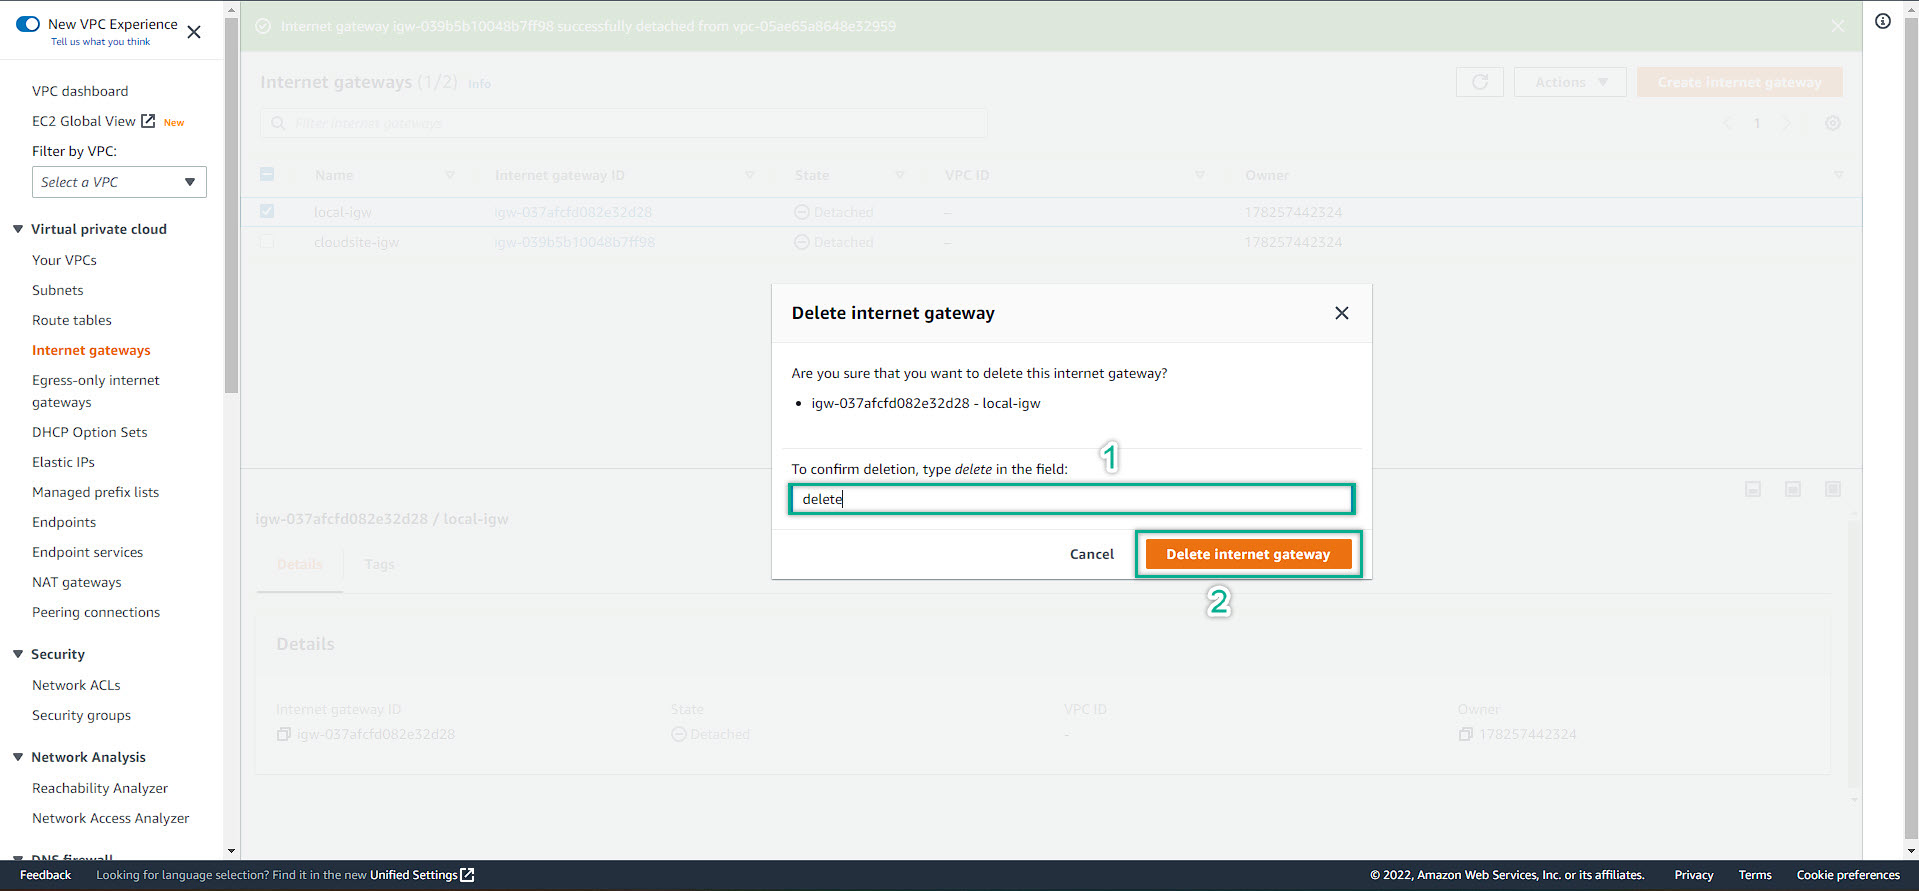 New VPC Experience
Tell us what you think
VPC dashboard
EC2 Global View New
Filter by VPC:
Select a VPC
Virtual private cloud
Your VPCs
Subnets
Route tables
Internet gateways
Egress-only internet
gateways
DHCP Option Sets
Elastic IPs
Managed prefix lists
Endpoints
Endpoint services
NAT gateways
Peering connections
Security
Network ACLs
Security groups
Network Analysis
Reachability Analyzer
Network Access Analyzer
DNS firewall
Internet gateway igw-039b5b10048b7ff98 successfully detached from vpc-05ae65a8648e32959
Internet gateways (1/2) Info
Actions
Create internet gateway
Filter internet gateways
1
Name Internet gateway ID State VPC ID Owner
local-igw igw-037afcfd082e32d28 Detached – 178257442324
cloudsite-igw igw-039b5b10048b7ff98 Detached – 178257442324
Delete internet gateway
Are you sure that you want to delete this internet gateway?
• igw-037afcfd082e32d28 - local-igw
1
To confirm deletion, type delete in the field:
delete
Cancel Delete internet gateway
2
igw-037afcfd082e32d28 / local-igw
Details Tags
Details
Internet gateway ID State VPC ID Owner
igw-037afcfd082e32d28 Detached - 178257442324
Feedback Looking for language selection? Find it in the new Unified Settings © 2022, Amazon Web Services, Inc. or its affiliates. Privacy Terms Cookie preferences